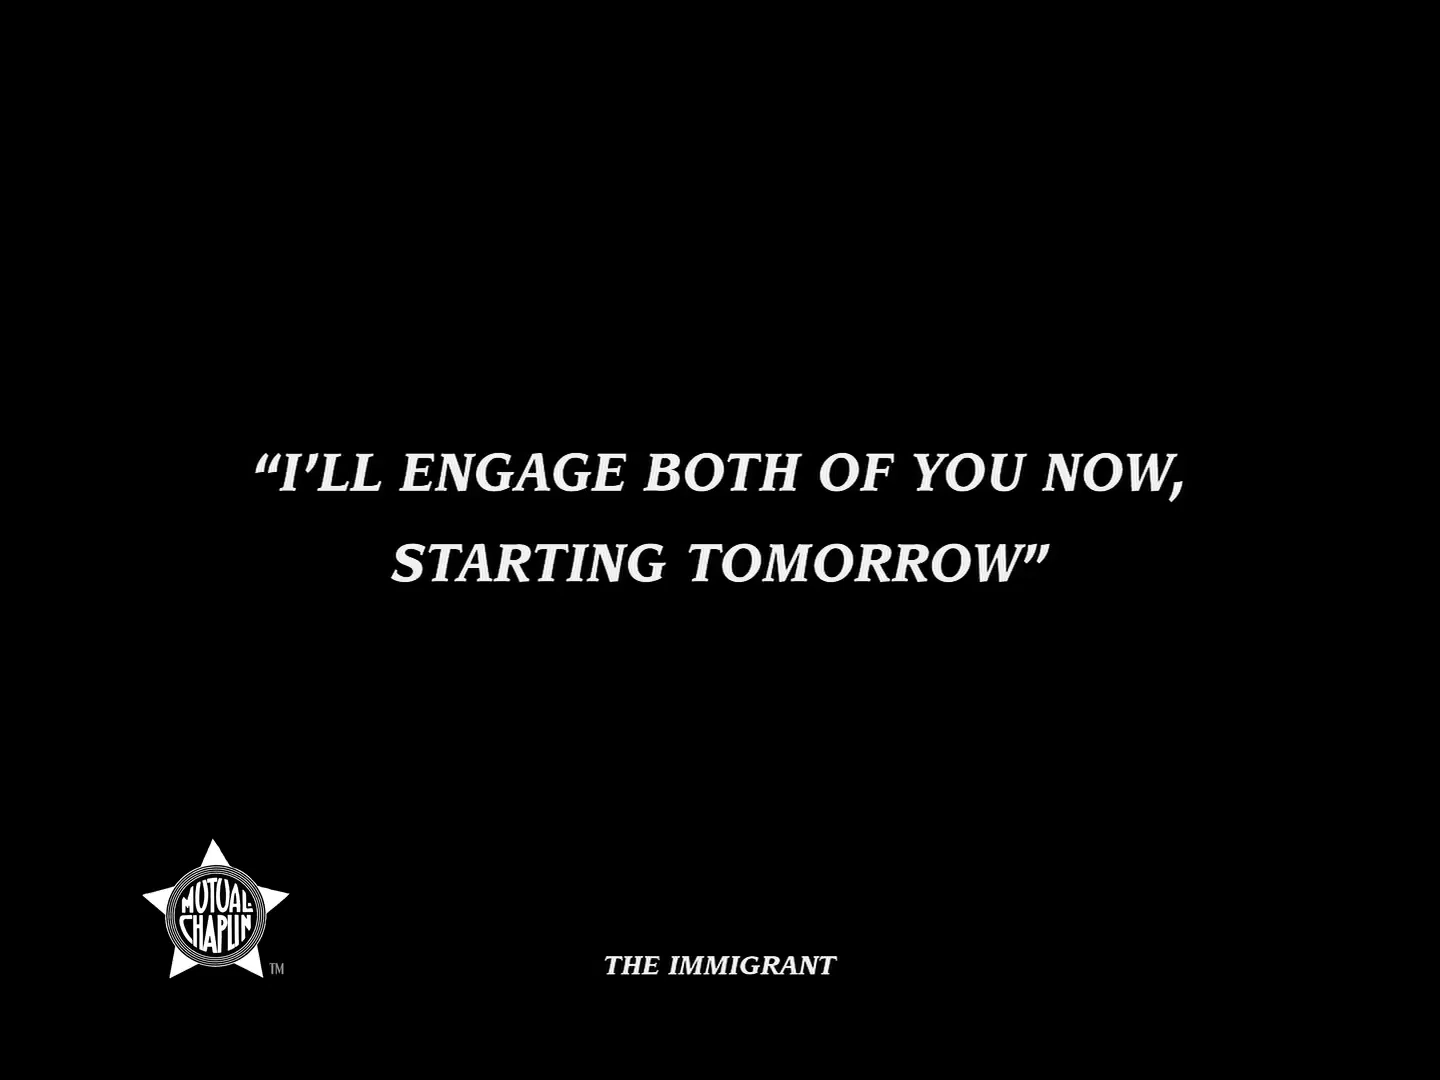 “I’LL ENGAGE BOTH OF YOU NOW,
STARTING TOMORROW”
MUTUAL-
CHAPLIN
TM
THE IMMIGRANT